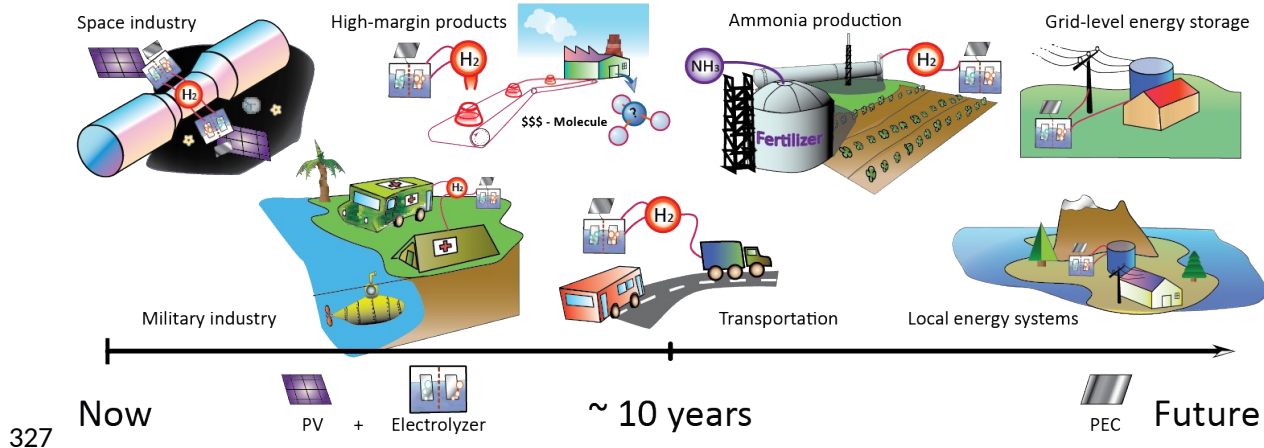 Space industry
High-margin products
Ammonia production
Grid-level energy storage
H₂
H₂
H₂
NH₃
$$$ - Molecule
?
Fertilizer
H₂
H₂
Military industry
Transportation
Local energy systems
PV + Electrolyzer
PEC
Now
~ 10 years
Future
327